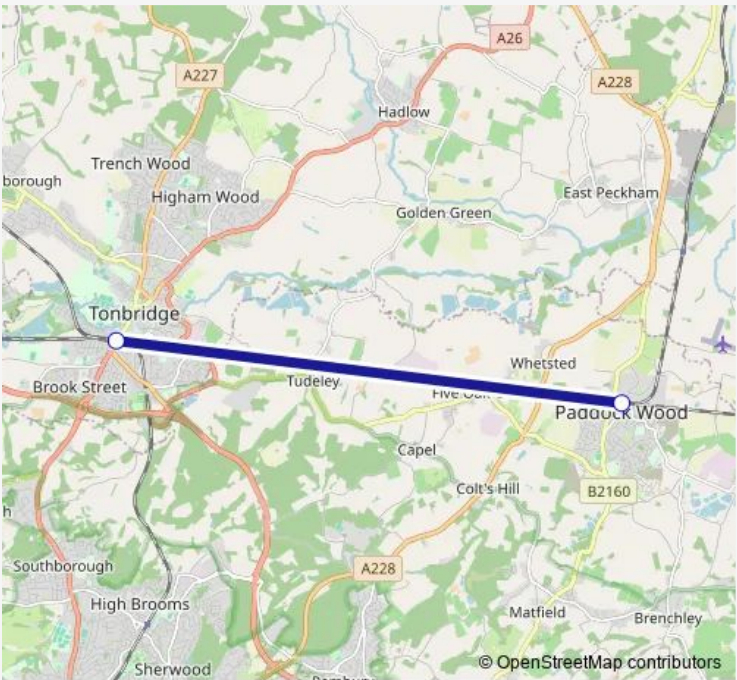 A26
A227
A228
Hadlow
Trench Wood
borough
Higham Wood
East Peckham
Golden Green
Tonbridge
Whetsted
Brook Street
Tudeley
Paddock Wood
Capel
Colt's Hill
B2160
h
Southborough
A228
High Brooms
Matfield
Brenchley
Sherwood
© OpenStreetMap contributors